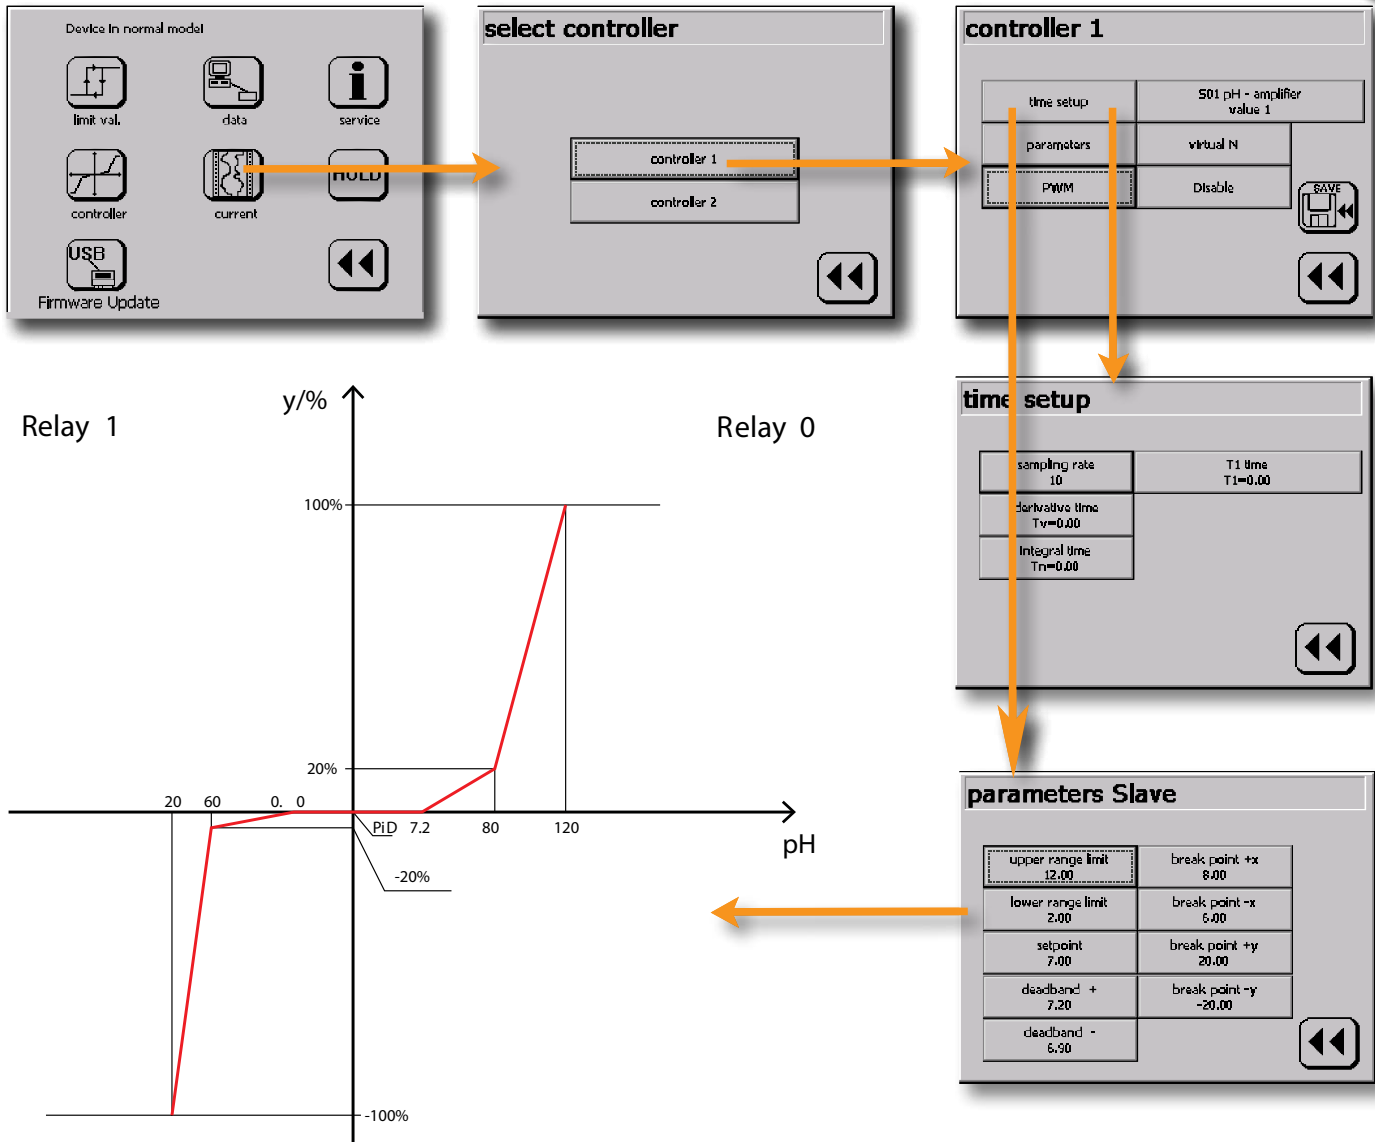 Device in normal model
limit val.
data
service
controller
current
HOLD
USB
Firmware Update
select controller
controller 1
controller 2
controller 1
time setup
S01 pH - amplifier
value 1
parameters
virtual N
PWM
Disable
SAVE
time setup
sampling rate
10
T1 time
T1=0.00
derivative time
Tv=0.00
integral time
Tn=0.00
parameters Slave
upper range limit
12.00
break point +x
8.00
lower range limit
2.00
break point -x
6.00
setpoint
7.00
break point +y
20.00
deadband +
7.20
break point -y
-20.00
deadband -
6.90
Relay 1
y/%
Relay 0
100%
20%
20 60 0. 0
PiD 7.2 80 120
pH
-20%
-100%